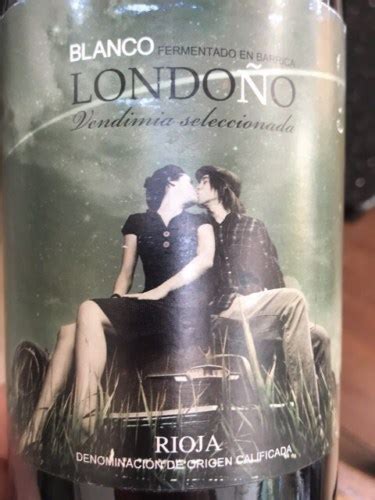 BLANCO FERMENTADO EN BARRICA
LONDOÑO
Vendimia seleccionada
RIOJA
DENOMINACIÓN DE ORIGEN CALIFICADA